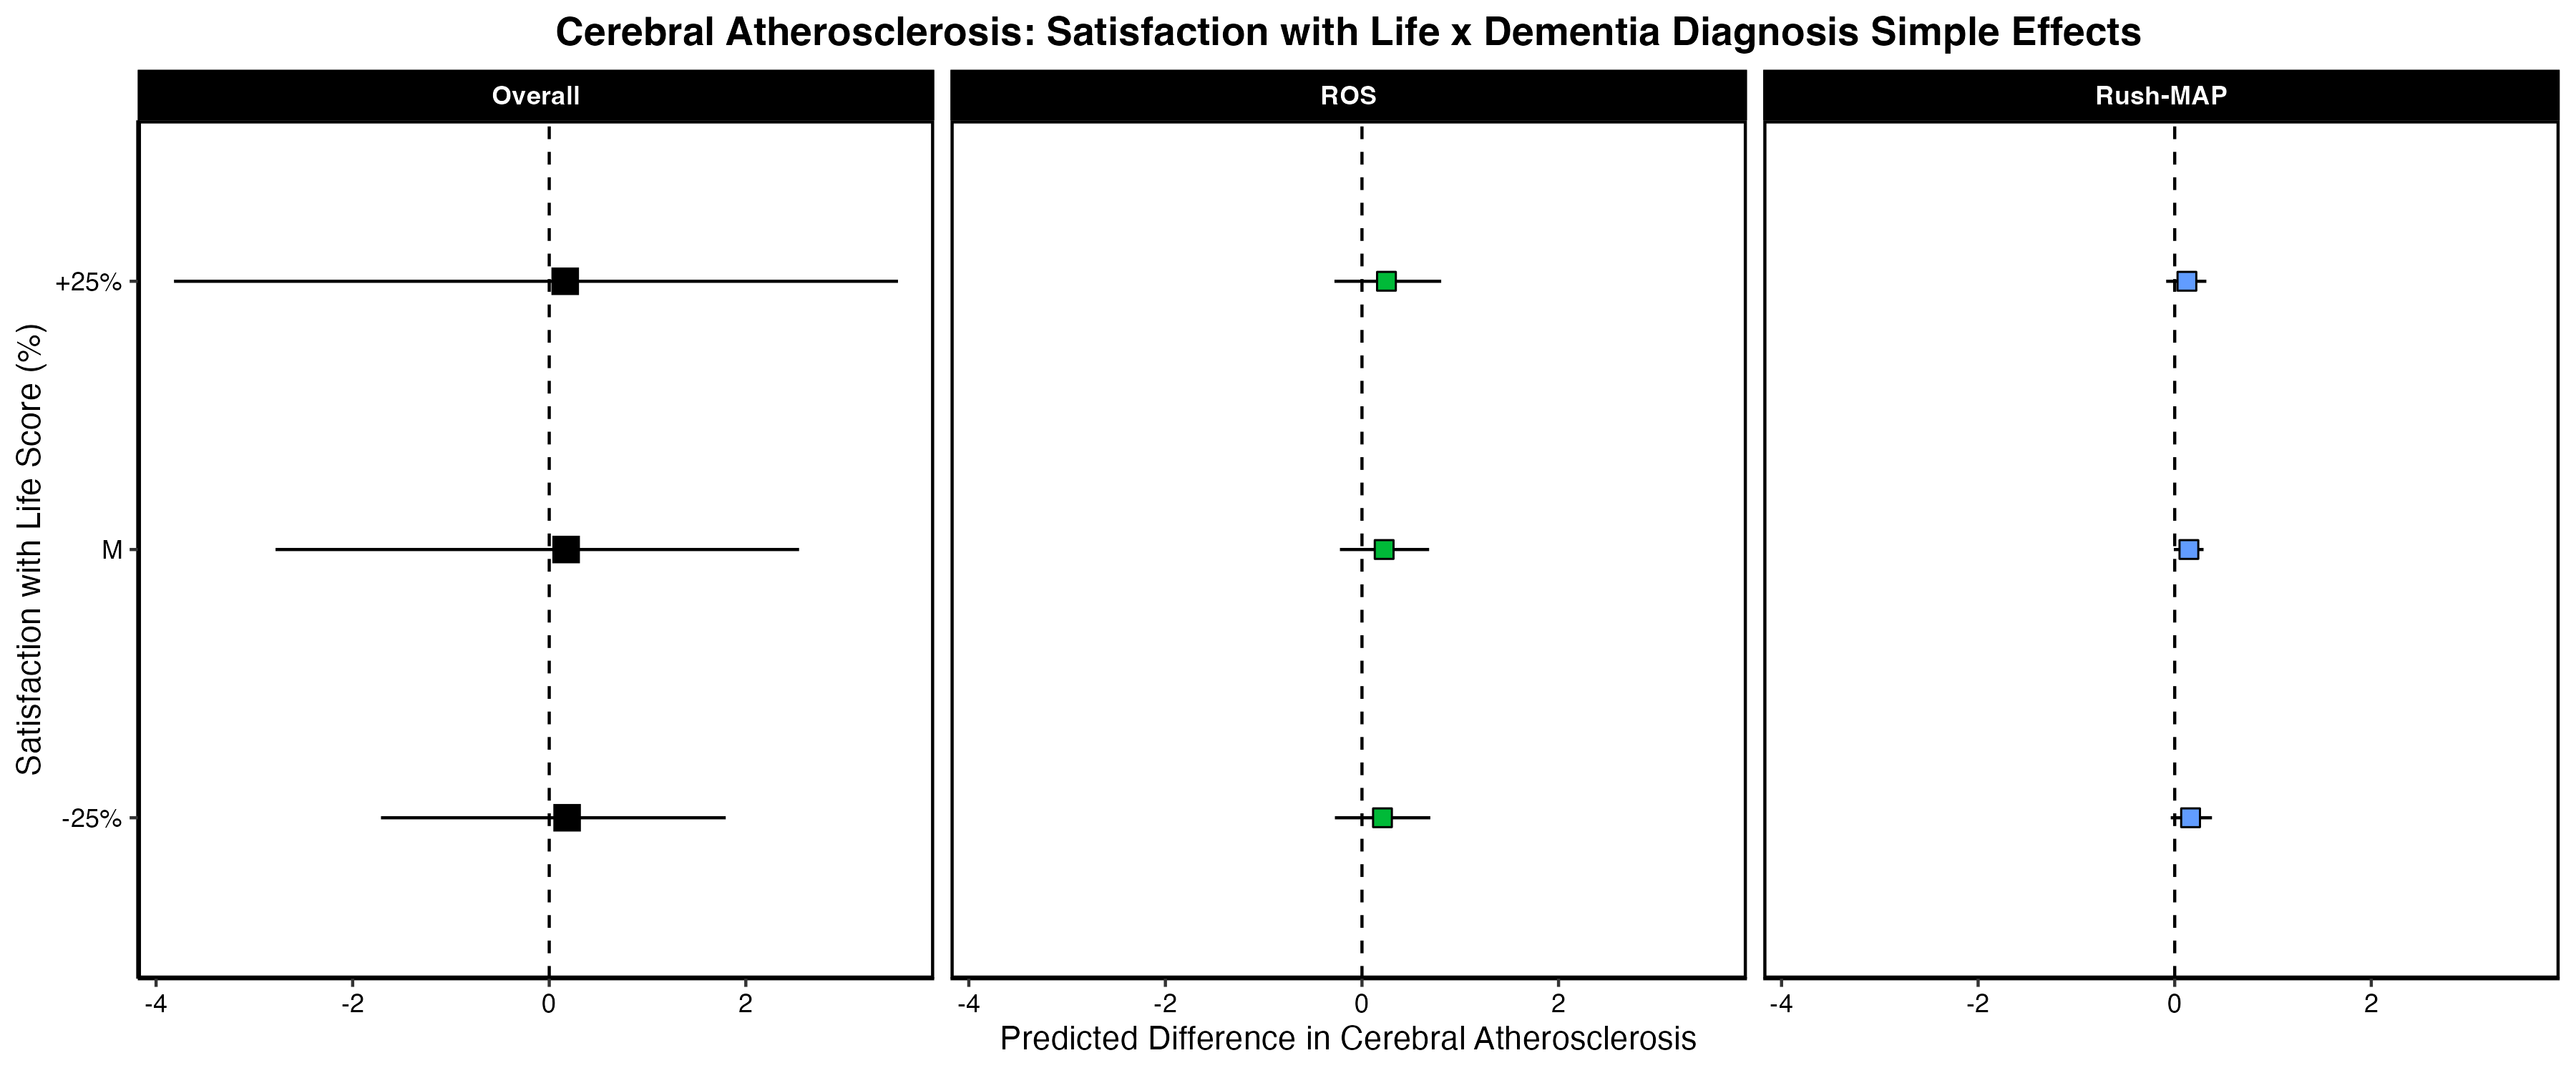 Cerebral Atherosclerosis: Satisfaction with Life x Dementia Diagnosis Simple Effects
Overall
ROS
Rush-MAP
Satisfaction with Life Score (%)
+25%
M
-25%
-4 -2 0 2
-4 -2 0 2
-4 -2 0 2
Predicted Difference in Cerebral Atherosclerosis